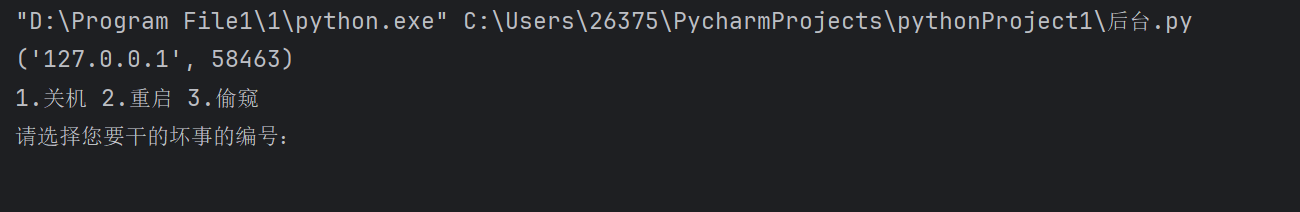 "D:\Program File1\1\python.exe" C:\Users\26375\PycharmProjects\pythonProject1\后台.py
('127.0.0.1', 58463)
1.关机 2.重启 3.偷窥
请选择您要干的坏事的编号: